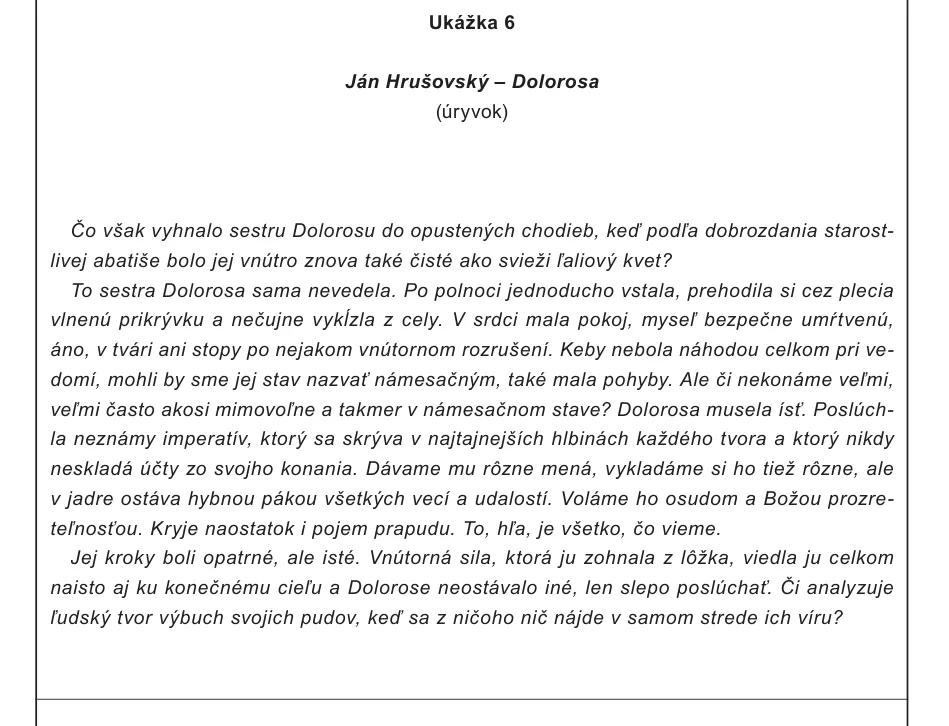 Ukážka 6
Ján Hrušovský – Dolorosa
(úryvok)
Čo však vyhnalo sestru Dolorosu do opustených chodieb, keď podľa dobrozdania starost-
livej abatiše bolo jej vnútro znova také čisté ako svieži ľaliový kvet?
To sestra Dolorosa sama nevedela. Po polnoci jednoducho vstala, prehodila si cez plecia
vlnenú prikrývku a nečujne vykĺzla z cely. V srdci mala pokoj, myseľ bezpečne umŕtvenú,
áno, v tvári ani stopy po nejakom vnútornom rozrušení. Keby nebola náhodou celkom pri ve-
domí, mohli by sme jej stav nazvať námesačným, také mala pohyby. Ale či nekonáme veľmi,
veľmi často akosi mimovoľne a takmer v námesačnom stave? Dolorosa musela ísť. Poslúch-
la neznámy imperatív, ktorý sa skrýva v najtajnejších hlbinách každého tvora a ktorý nikdy
neskladá účty zo svojho konania. Dávame mu rôzne mená, vykladáme si ho tiež rôzne, ale
v jadre ostáva hybnou pákou všetkých vecí a udalostí. Voláme ho osudom a Božou prozre-
teľnosťou. Kryje naostatok i pojem prapudu. To, hľa, je všetko, čo vieme.
Jej kroky boli opatrné, ale isté. Vnútorná sila, ktorá ju zohnala z lôžka, viedla ju celkom
naisto aj ku konečnému cieľu a Dolorose neostávalo iné, len slepo poslúchať. Či analyzuje
ľudský tvor výbuch svojich pudov, keď sa z ničoho nič nájde v samom strede ich víru?